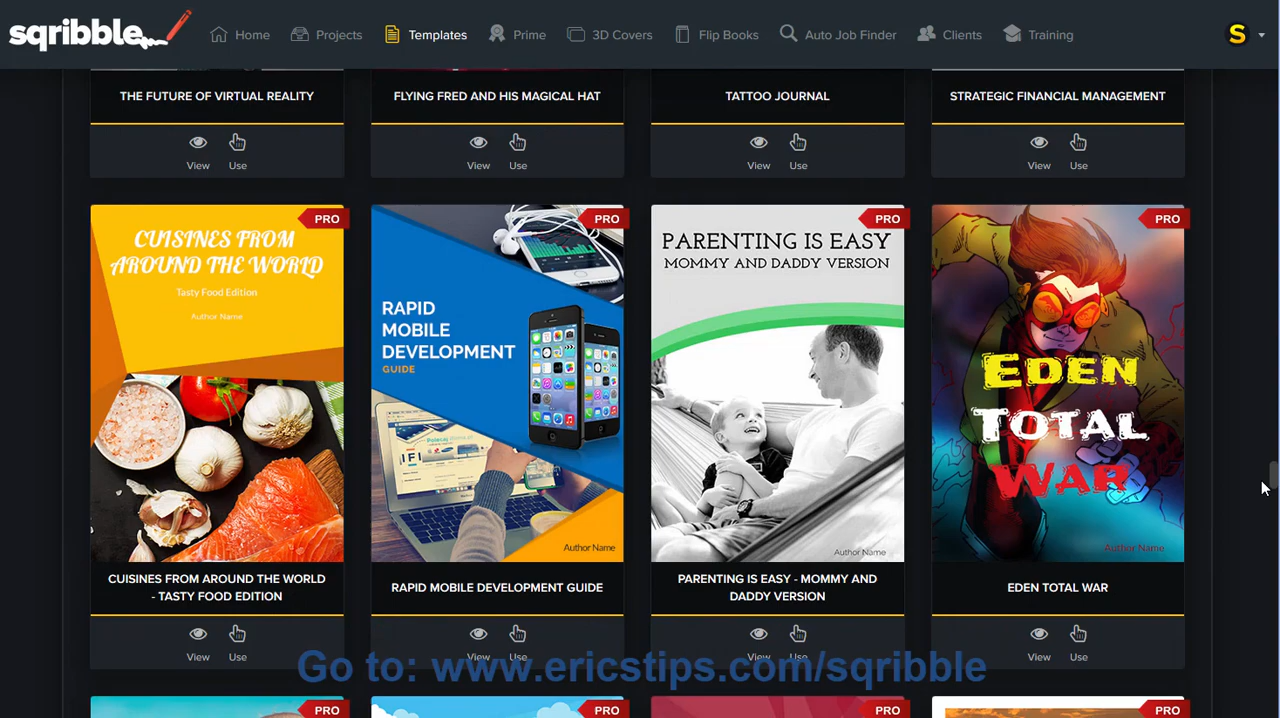 sqribble
Home Projects Templates Prime 3D Covers Flip Books Auto Job Finder Clients Training S
THE FUTURE OF VIRTUAL REALITY
FLYING FRED AND HIS MAGICAL HAT
TATTOO JOURNAL
STRATEGIC FINANCIAL MANAGEMENT
View Use
View Use
View Use
View Use
PRO
CUISINES FROM
AROUND THE WORLD
Tasty Food Edition
Author Name
PRO
RAPID
MOBILE
DEVELOPMENT
GUIDE
Author Name
PRO
PARENTING IS EASY
MOMMY AND DADDY VERSION
Author Name
PRO
EDEN
TOTAL
WAR
Author Name
CUISINES FROM AROUND THE WORLD
- TASTY FOOD EDITION
RAPID MOBILE DEVELOPMENT GUIDE
PARENTING IS EASY - MOMMY AND
DADDY VERSION
EDEN TOTAL WAR
View Use
View Use
View Use
View Use
Go to: www.ericstips.com/sqribble
PRO
PRO
PRO
PRO